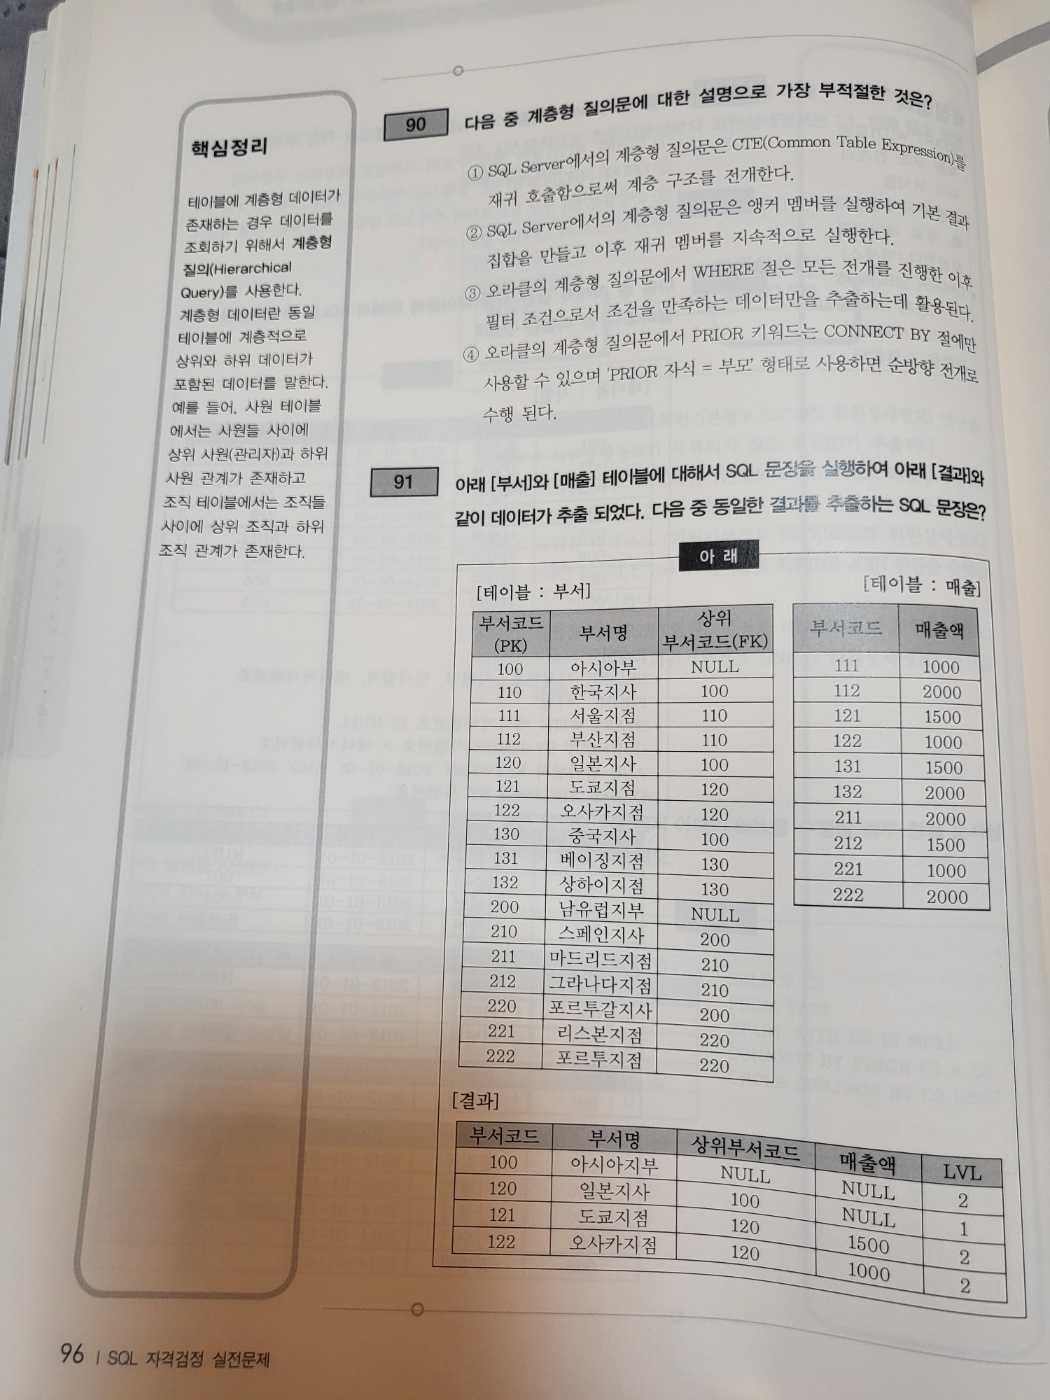 핵심정리
테이블에 계층형 데이터가
존재하는 경우 데이터를
조회하기 위해서 계층형
질의(Hierarchical
Query)를 사용한다.
계층형 데이터란 동일
테이블에 계층적으로
상위와 하위 데이터가
포함된 데이터를 말한다.
예를 들어, 사원 테이블
에서는 사원들 사이에
상위 사원(관리자)과 하위
사원 관계가 존재하고
조직 테이블에서는 조직들
사이에 상위 조직과 하위
조직 관계가 존재한다.
90 다음 중 계층형 질의문에 대한 설명으로 가장 부적절한 것은?
① SQL Server에서의 계층형 질의문은 CTE(Common Table Expression)를
재귀 호출함으로써 계층 구조를 전개한다.
② SQL Server에서의 계층형 질의문은 앵커 멤버를 실행하여 기본 결과
집합을 만들고 이후 재귀 멤버를 지속적으로 실행한다.
③ 오라클의 계층형 질의문에서 WHERE 절은 모든 전개를 진행한 이후
필터 조건으로서 조건을 만족하는 데이터만을 추출하는데 활용된다.
④ 오라클의 계층형 질의문에서 PRIOR 키워드는 CONNECT BY 절에만
사용할 수 있으며 'PRIOR 자식 = 부모' 형태로 사용하면 순방향 전개로
수행 된다.
91 아래 [부서]와 [매출] 테이블에 대해서 SQL 문장을 실행하여 아래 [결과]와
같이 데이터가 추출 되었다. 다음 중 동일한 결과를 추출하는 SQL 문장은?
아 래
[테이블 : 부서]
부서코드(PK) 부서명 상위부서코드(FK)
100 아시아부 NULL
110 한국지사 100
111 서울지점 110
112 부산지점 110
120 일본지사 100
121 도쿄지점 120
122 오사카지점 120
130 중국지사 100
131 베이징지점 130
132 상하이지점 130
200 남유럽지부 NULL
210 스페인지사 200
211 마드리드지점 210
212 그라나다지점 210
220 포르투갈지사 200
221 리스본지점 220
222 포르투지점 220
[테이블 : 매출]
부서코드 매출액
111 1000
112 2000
121 1500
122 1000
131 1500
132 2000
211 2000
212 1500
221 1000
222 2000
[결과]
부서코드 부서명 상위부서코드 매출액 LVL
100 아시아지부 NULL NULL 2
120 일본지사 100 NULL 1
121 도쿄지점 120 1500 2
122 오사카지점 120 1000 2
96 | SQL 자격검정 실전문제